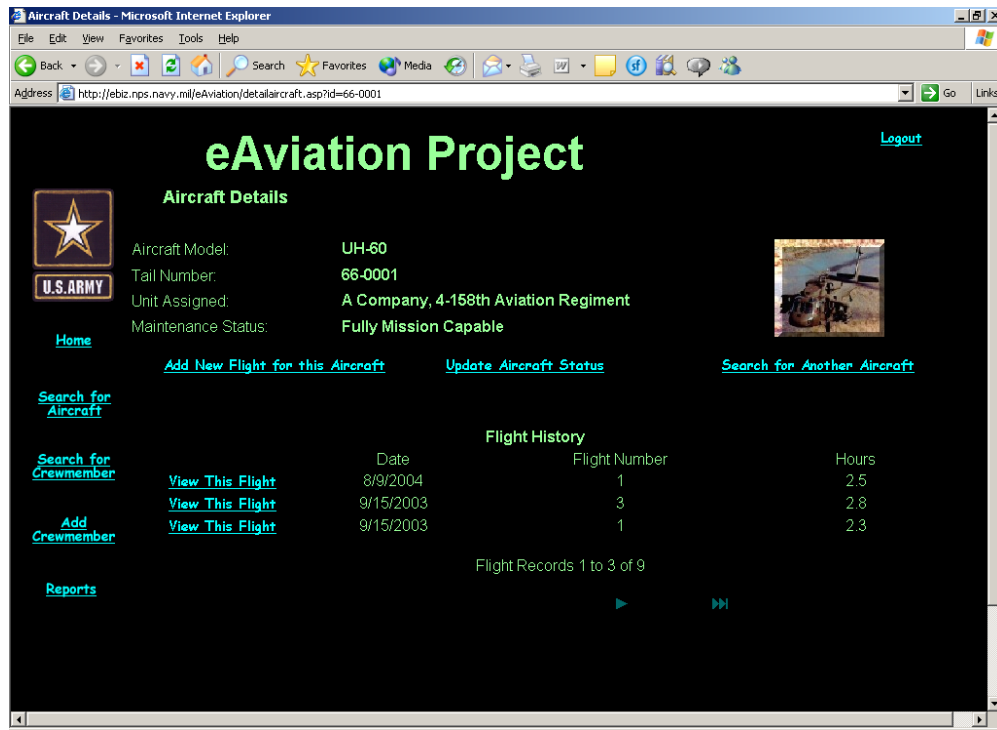 Aircraft Details - Microsoft Internet Explorer
File Edit View Favorites Tools Help
Back Search Favorites Media
Address http://ebiz.nps.navy.mil/eAviation/detailaircraft.asp?id=66-0001 Go Links
eAviation Project
Logout
Aircraft Details
U.S.ARMY
Aircraft Model: UH-60
Tail Number: 66-0001
Unit Assigned: A Company, 4-158th Aviation Regiment
Maintenance Status: Fully Mission Capable
Home
Add New Flight for this Aircraft Update Aircraft Status Search for Another Aircraft
Search for
Aircraft
Flight History
Search for
Crewmember
Date Flight Number Hours
View This Flight 8/9/2004 1 2.5
View This Flight 9/15/2003 3 2.8
View This Flight 9/15/2003 1 2.3
Add
Crewmember
Flight Records 1 to 3 of 9
Reports